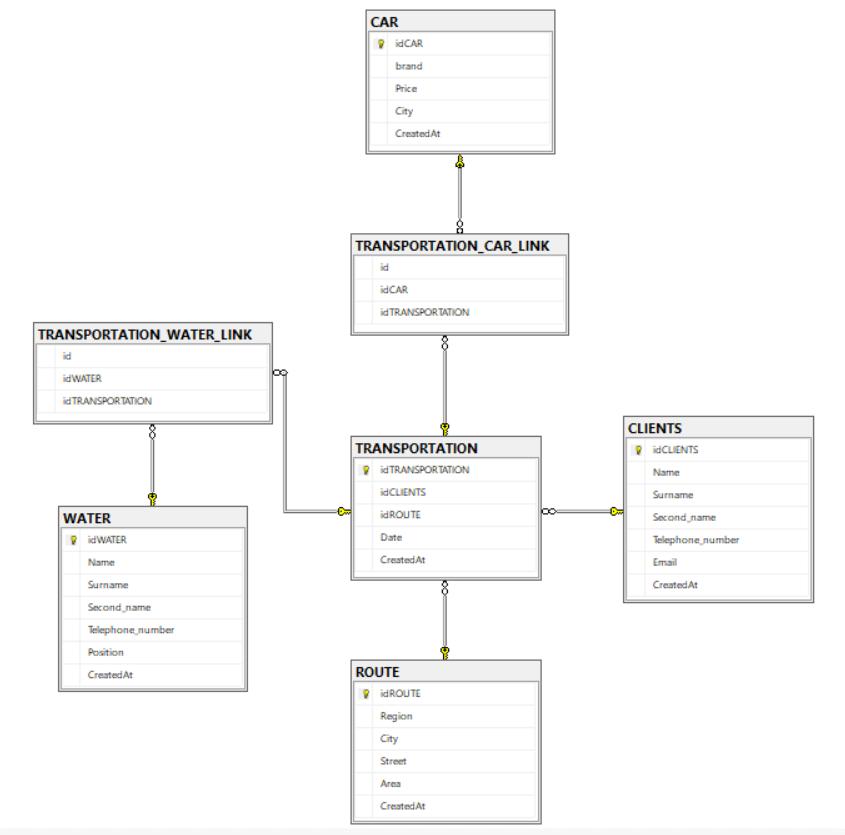 CAR
idCAR
brand
Price
City
CreatedAt
TRANSPORTATION_CAR_LINK
id
idCAR
idTRANSPORTATION
TRANSPORTATION_WATER_LINK
id
idWATER
idTRANSPORTATION
TRANSPORTATION
idTRANSPORTATION
idCLIENTS
idROUTE
Date
CreatedAt
CLIENTS
idCLIENTS
Name
Surname
Second_name
Telephone_number
Email
CreatedAt
WATER
idWATER
Name
Surname
Second_name
Telephone_number
Position
CreatedAt
ROUTE
idROUTE
Region
City
Street
Area
CreatedAt